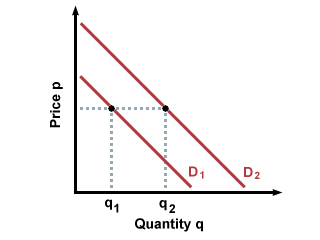 Price p
D₁
D₂
q₁
q₂
Quantity q